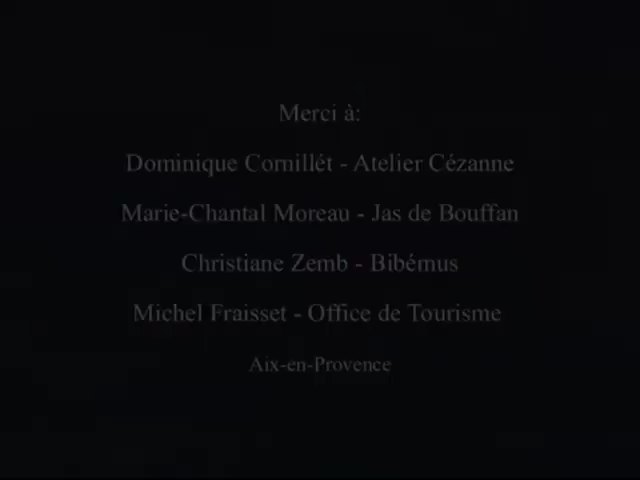 Merci à:
Dominique Cornillét - Atelier Cézanne
Marie-Chantal Moreau - Jas de Bouffan
Christiane Zemb - Bibémus
Michel Fraisset - Office de Tourisme
Aix-en-Provence